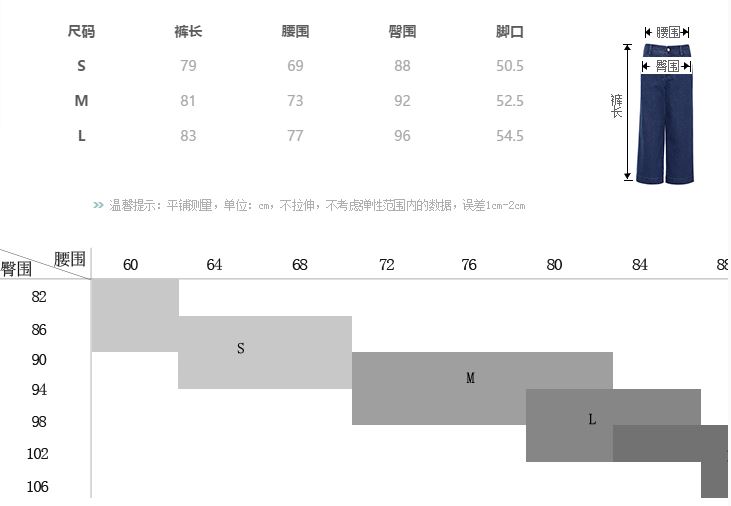 尺码 裤长 腰围 臀围 脚口
S 79 69 88 50.5
M 81 73 92 52.5
L 83 77 96 54.5
腰围
臀围
裤长
温馨提示：平铺测量，单位：cm，不拉伸，不考虑弹性范围内的数据，误差1cm-2cm
腰围 60 64 68 72 76 80 84
臀围
82
86
S
90
M
94
98
L
102
106